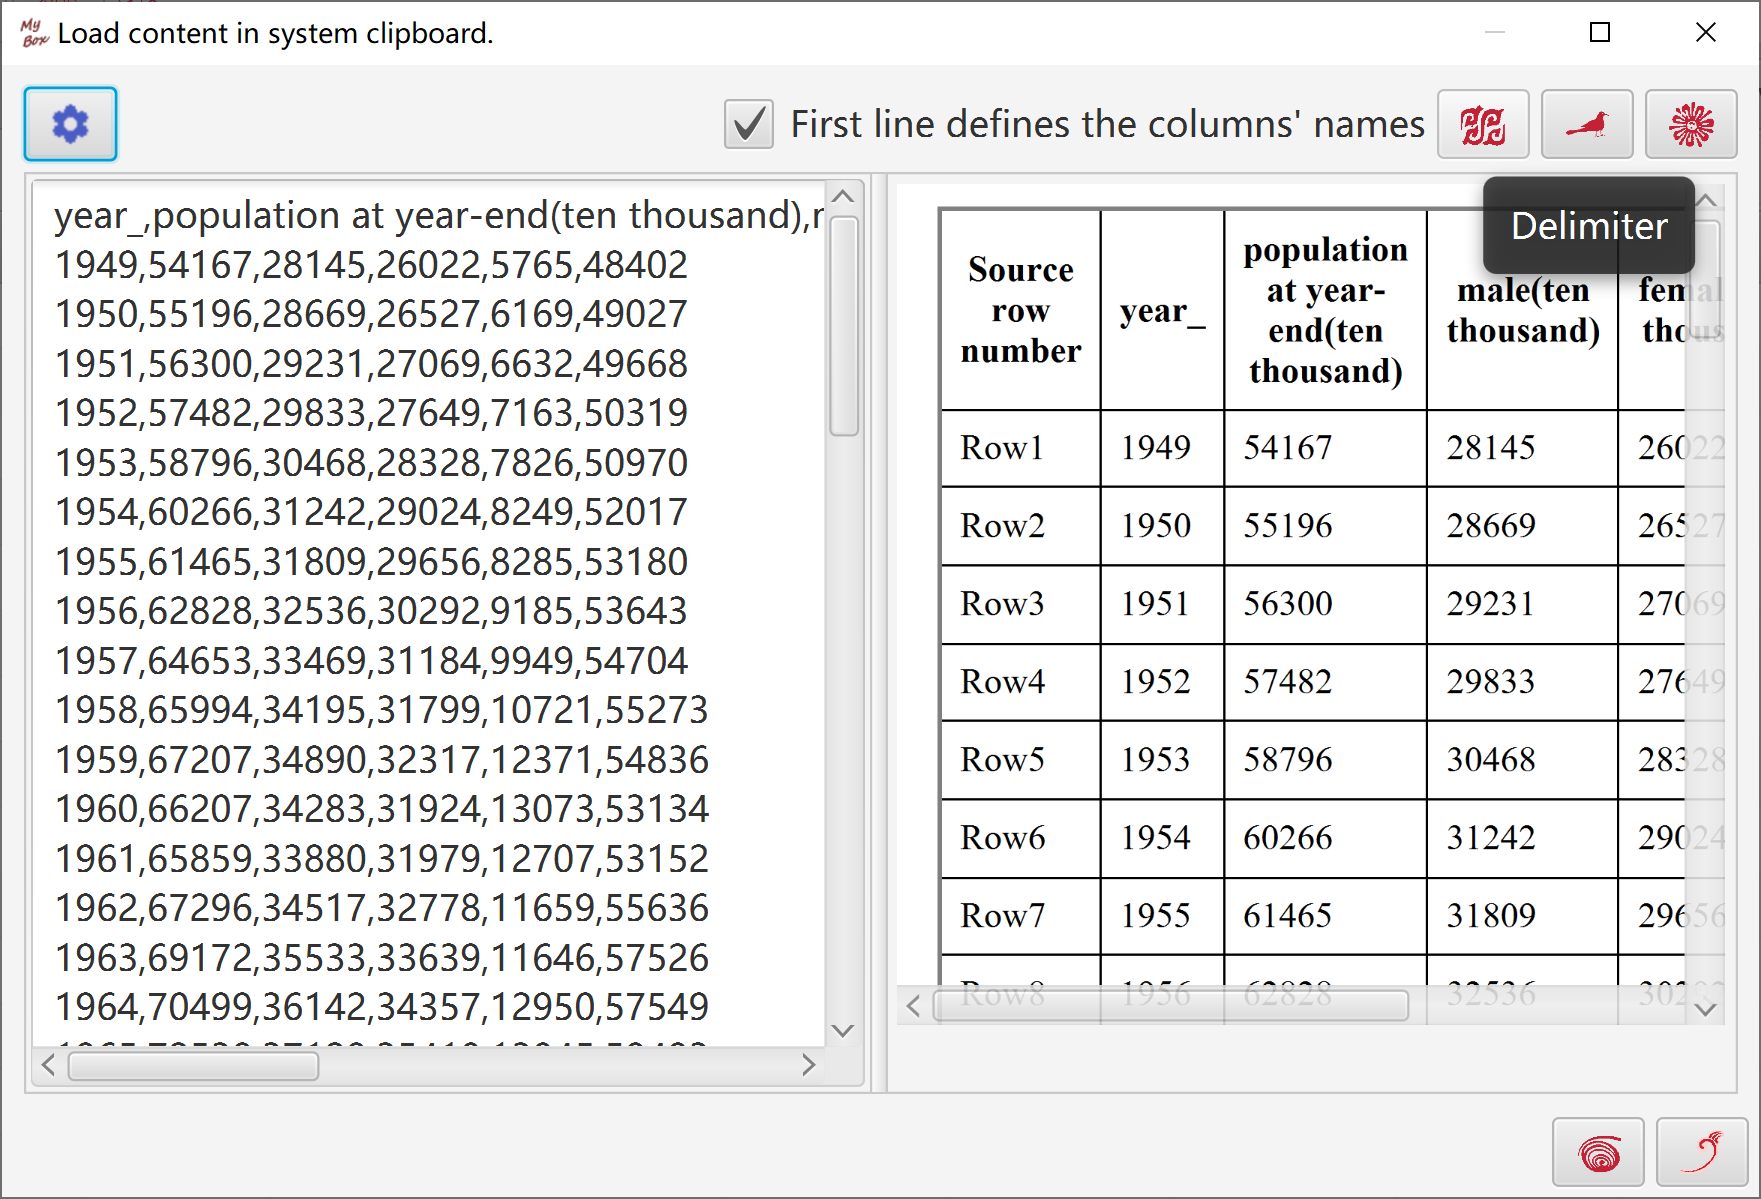 My Box
Load content in system clipboard.
First line defines the columns' names
Delimiter
year_,population at year-end(ten thousand),
1949,54167,28145,26022,5765,48402
1950,55196,28669,26527,6169,49027
1951,56300,29231,27069,6632,49668
1952,57482,29833,27649,7163,50319
1953,58796,30468,28328,7826,50970
1954,60266,31242,29024,8249,52017
1955,61465,31809,29656,8285,53180
1956,62828,32536,30292,9185,53643
1957,64653,33469,31184,9949,54704
1958,65994,34195,31799,10721,55273
1959,67207,34890,32317,12371,54836
1960,66207,34283,31924,13073,53134
1961,65859,33880,31979,12707,53152
1962,67296,34517,32778,11659,55636
1963,69172,35533,33639,11646,57526
1964,70499,36142,34357,12950,57549
Source row number year_ population at year-end(ten thousand) male(ten thousand)
Row1 1949 54167 28145 26022
Row2 1950 55196 28669 26527
Row3 1951 56300 29231 27069
Row4 1952 57482 29833 27649
Row5 1953 58796 30468 28328
Row6 1954 60266 31242 29024
Row7 1955 61465 31809 29656
Row8 1956 62828 32536